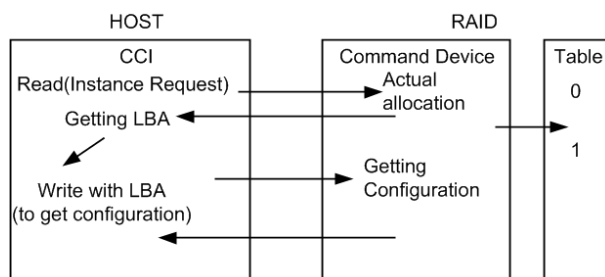 HOST
RAID
CCI
Command Device
Table
Read(Instance Request)
Actual
allocation
0
Getting LBA
1
Getting
Configuration
Write with LBA
(to get configuration)